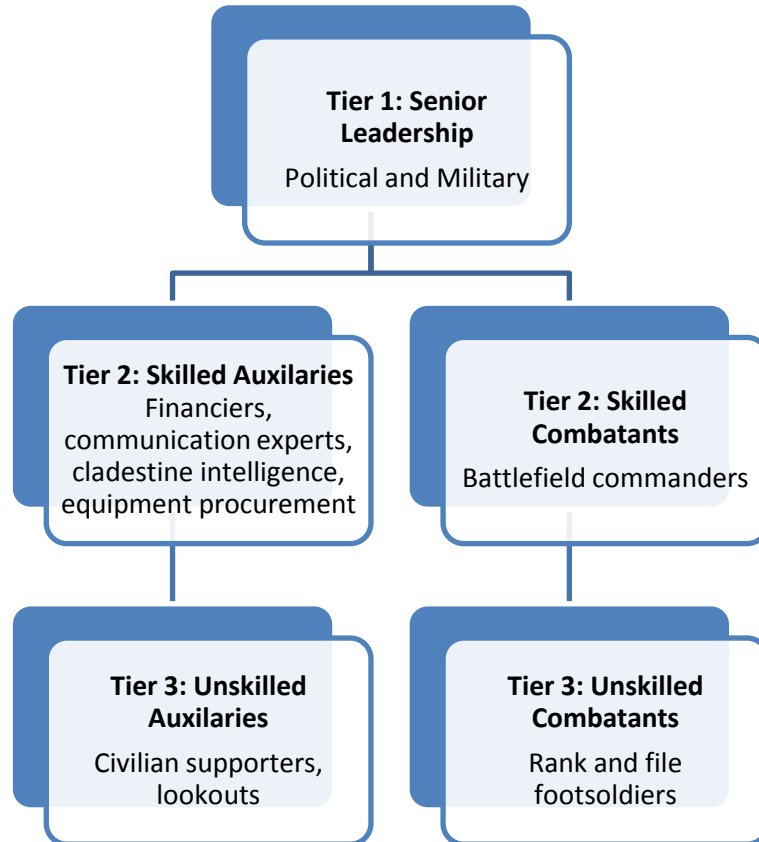 Tier 1: Senior
Leadership
Political and Military
Tier 2: Skilled Auxilaries
Financiers,
communication experts,
cladestine intelligence,
equipment procurement
Tier 2: Skilled
Combatants
Battlefield commanders
Tier 3: Unskilled
Auxilaries
Civilian supporters,
lookouts
Tier 3: Unskilled
Combatants
Rank and file
footsoldiers